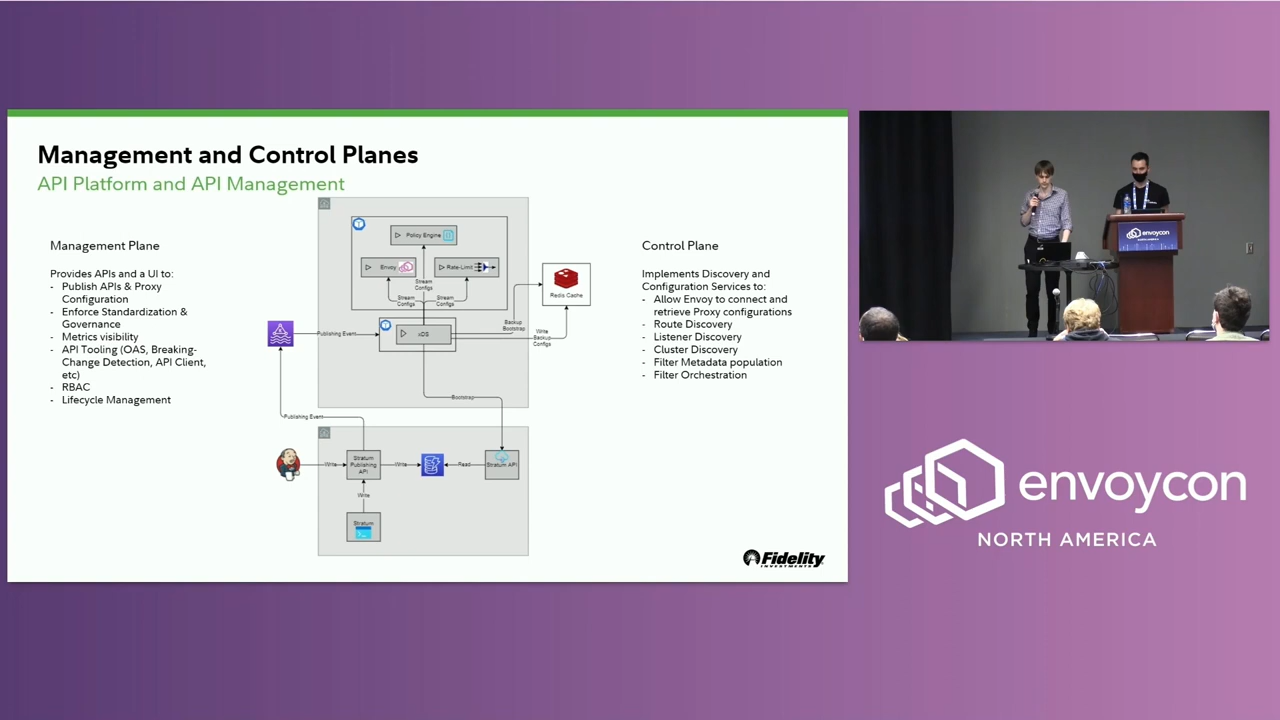 Management and Control Planes
API Platform and API Management
Management Plane
Provides APIs and a UI to:
- Publish APIs & Proxy
Configuration
- Enforce Standardization &
Governance
- Metrics visibility
- API Tooling (OAS, Breaking-
Change Detection, API Client,
etc)
- RBAC
- Lifecycle Management
Policy Engine
Envoy
Rate-Limit
Stream
Configs
Stream
Configs
Stream
Configs
xDS
Publishing Event
Backup
Bootstrap
Write
Backup
Configs
Redis Cache
Bootstrap
Publishing Event
Write
Stratum
Publishing
API
Write
Read
Stratum API
Write
Stratum
Control Plane
Implements Discovery and
Configuration Services to:
- Allow Envoy to connect and
retrieve Proxy configurations
- Route Discovery
- Listener Discovery
- Cluster Discovery
- Filter Metadata population
- Filter Orchestration
Fidelity
INVESTMENTS
envoycon
NORTH AMERICA
envoycon
NORTH AMERICA